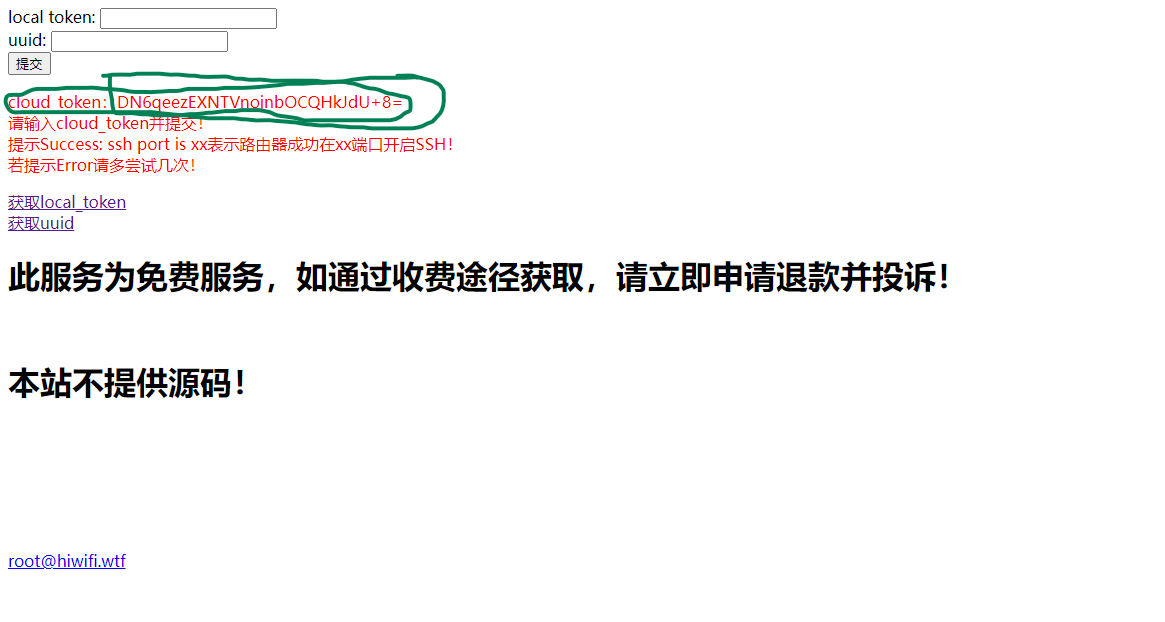 local token:
uuid:
提交
cloud_token: DN6qeezEXNTVnojnbOCQHkJdU+8=
请输入cloud_token并提交!
提示Success: ssh port is xx表示路由器成功在xx端口开启SSH!
若提示Error请多尝试几次!
获取local_token
获取uuid
此服务为免费服务，如通过收费途径获取，请立即申请退款并投诉！
本站不提供源码！
root@hiwifi.wtf